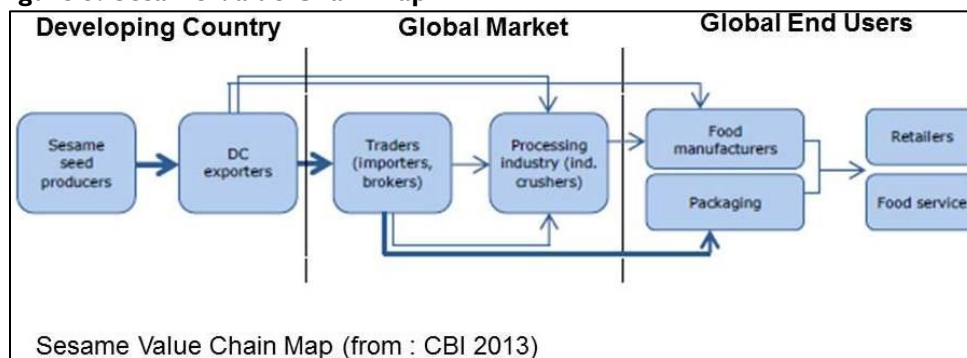 Developing Country
Global Market
Global End Users
Sesame
seed
producers
DC
exporters
Traders
(importers,
brokers)
Processing
industry (ind.
crushers)
Food
manufacturers
Packaging
Retailers
Food service
Sesame Value Chain Map (from : CBI 2013)